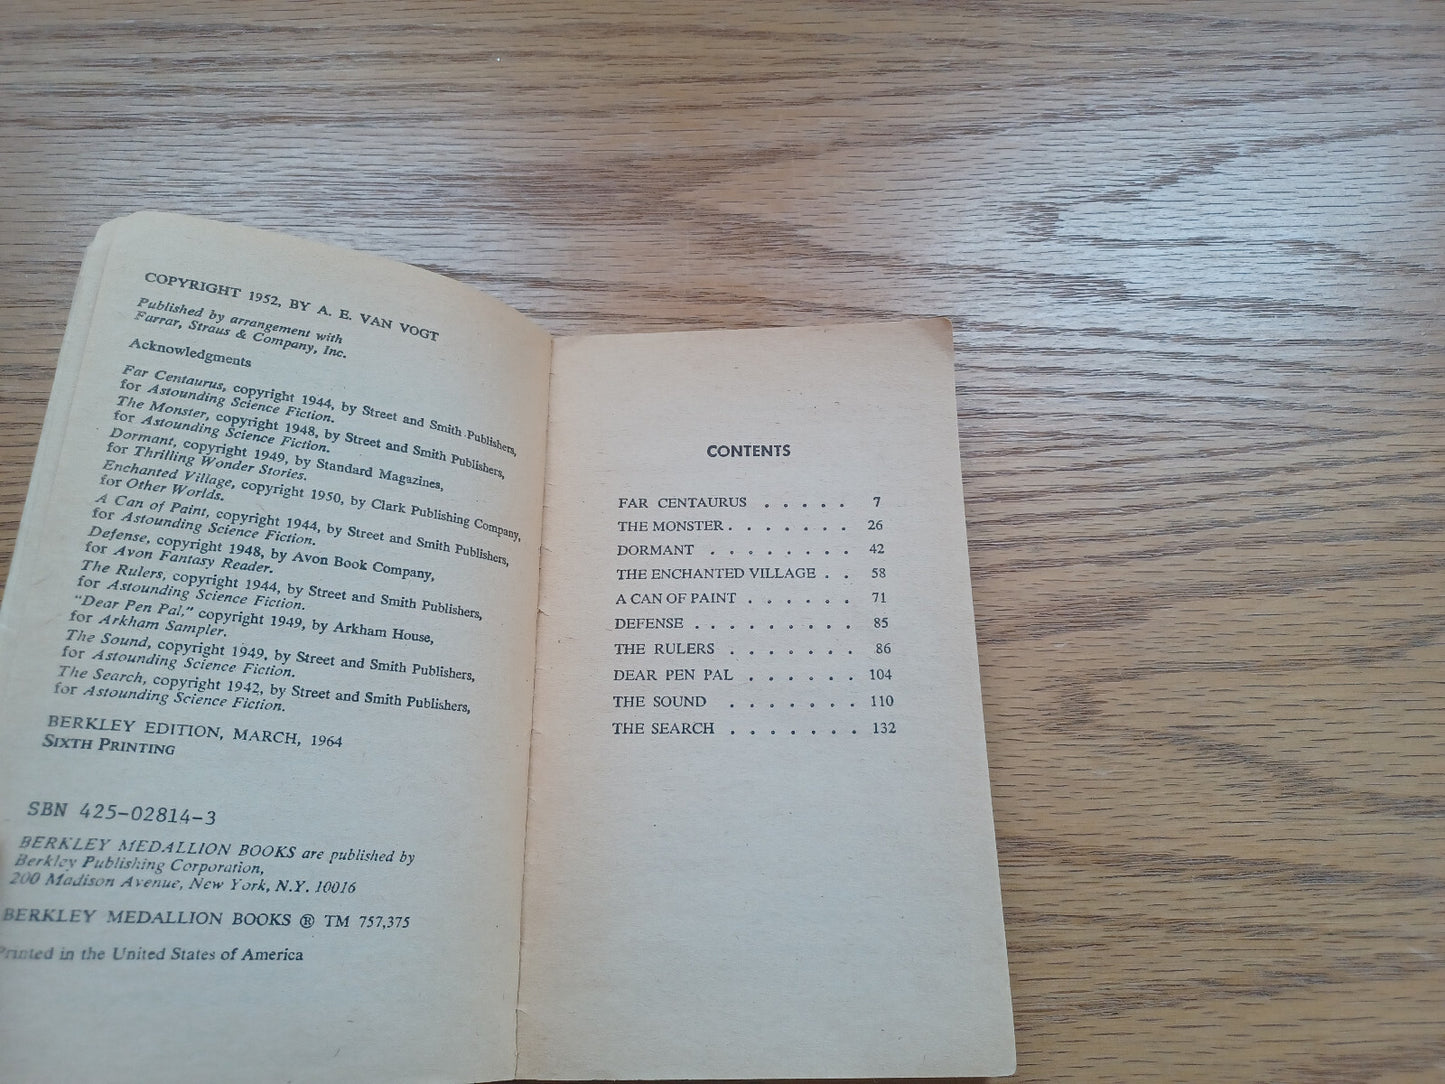 COPYRIGHT 1952, BY A. E. VAN VOGT
Published by arrangement with
Farrar, Straus & Company, Inc.
Acknowledgments
Far Centaurus, copyright 1944, by Street and Smith Publishers,
for Astounding Science Fiction.
The Monster, copyright 1948, by Street and Smith Publishers,
for Astounding Science Fiction.
Dormant, copyright 1949, by Standard Magazines,
for Thrilling Wonder Stories.
Enchanted Village, copyright 1950, by Clark Publishing Company,
for Other Worlds.
A Can of Paint, copyright 1944, by Street and Smith Publishers,
for Astounding Science Fiction.
Defense, copyright 1948, by Avon Book Company,
for Avon Fantasy Reader.
The Rulers, copyright 1944, by Street and Smith Publishers,
for Astounding Science Fiction.
"Dear Pen Pal," copyright 1949, by Arkham House,
for Arkham Sampler.
The Sound, copyright 1949, by Street and Smith Publishers,
for Astounding Science Fiction.
The Search, copyright 1942, by Street and Smith Publishers,
for Astounding Science Fiction.
BERKLEY EDITION, MARCH, 1964
SIXTH PRINTING
SBN 425-02814-3
BERKLEY MEDALLION BOOKS are published by
Berkley Publishing Corporation,
200 Madison Avenue, New York, N.Y. 10016
BERKLEY MEDALLION BOOKS ® TM 757,375
Printed in the United States of America
CONTENTS
FAR CENTAURUS . . . . . 7
THE MONSTER . . . . . . . 26
DORMANT . . . . . . . . 42
THE ENCHANTED VILLAGE . . 58
A CAN OF PAINT . . . . . . 71
DEFENSE . . . . . . . . . 85
THE RULERS . . . . . . . 86
DEAR PEN PAL . . . . . . 104
THE SOUND . . . . . . . 110
THE SEARCH . . . . . . . 132